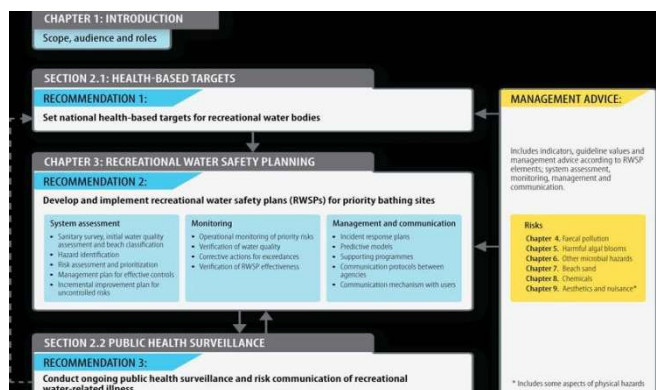 CHAPTER 1: INTRODUCTION
Scope, audience and roles
SECTION 2.1: HEALTH-BASED TARGETS
RECOMMENDATION 1:
Set national health-based targets for recreational water bodies
CHAPTER 3: RECREATIONAL WATER SAFETY PLANNING
RECOMMENDATION 2:
Develop and implement recreational water safety plans (RWSPs) for priority bathing sites
System assessment
• Sanitary survey, initial water quality
assessment and beach classification
• Hazard identification
• Risk assessment and prioritization
• Management plan for effective controls
• Incremental improvement plan for
uncontrolled risks
Monitoring
• Operational monitoring of priority risks
• Verification of water quality
• Corrective actions for exceedances
• Verification of RWSP effectiveness
Management and communication
• Incident response plans
• Predictive models
• Supporting programmes
• Communication protocols between
agencies
• Communication mechanism with users
SECTION 2.2 PUBLIC HEALTH SURVEILLANCE
RECOMMENDATION 3:
Conduct ongoing public health surveillance and risk communication of recreational
water-related illness
MANAGEMENT ADVICE:
Includes indicators, guideline values and
management advice according to RWSP
elements; system assessment,
monitoring, management and
communication.
Risks
Chapter 4. Faecal pollution
Chapter 5. Harmful algal blooms
Chapter 6. Other microbial hazards
Chapter 7. Beach sand
Chapter 8. Chemicals
Chapter 9. Aesthetics and nuisance*
* Includes some aspects of physical hazards